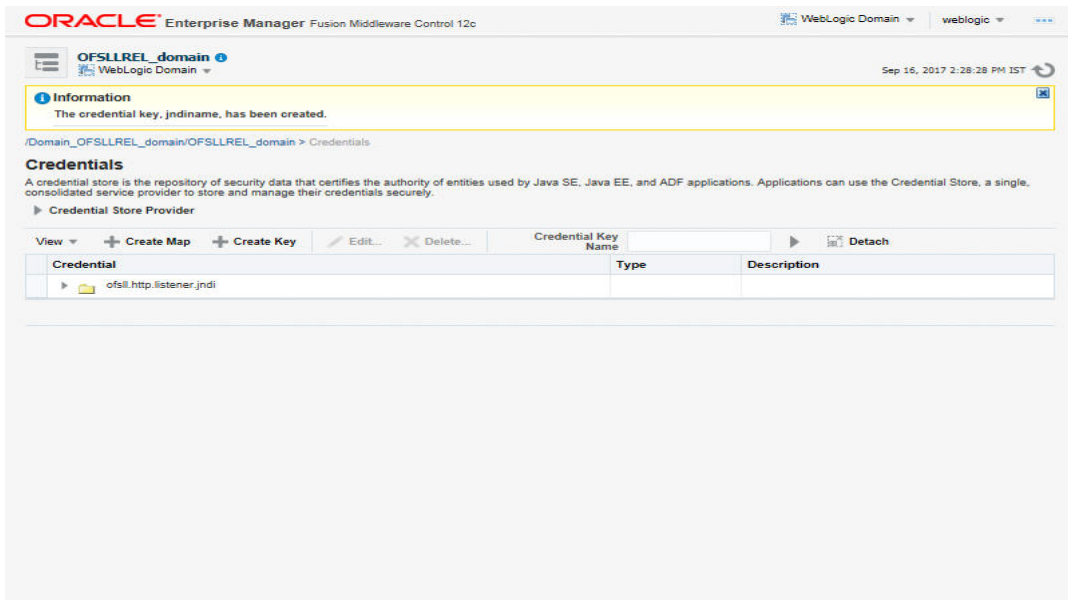 ORACLE Enterprise Manager Fusion Middleware Control 12c
WebLogic Domain
weblogic
OFSLLREL_domain
WebLogic Domain
Sep 16, 2017 2:28:28 PM IST
Information
The credential key, jndiname, has been created.
/Domain_OFSLLREL_domain/OFSLLREL_domain > Credentials
Credentials
A credential store is the repository of security data that certifies the authority of entities used by Java SE, Java EE, and ADF applications. Applications can use the Credential Store, a single,
consolidated service provider to store and manage their credentials securely.
Credential Store Provider
View
Create Map
Create Key
Edit...
Delete...
Credential Key
Name
Detach
Credential
Type
Description
ofsll.http.listener.jndi